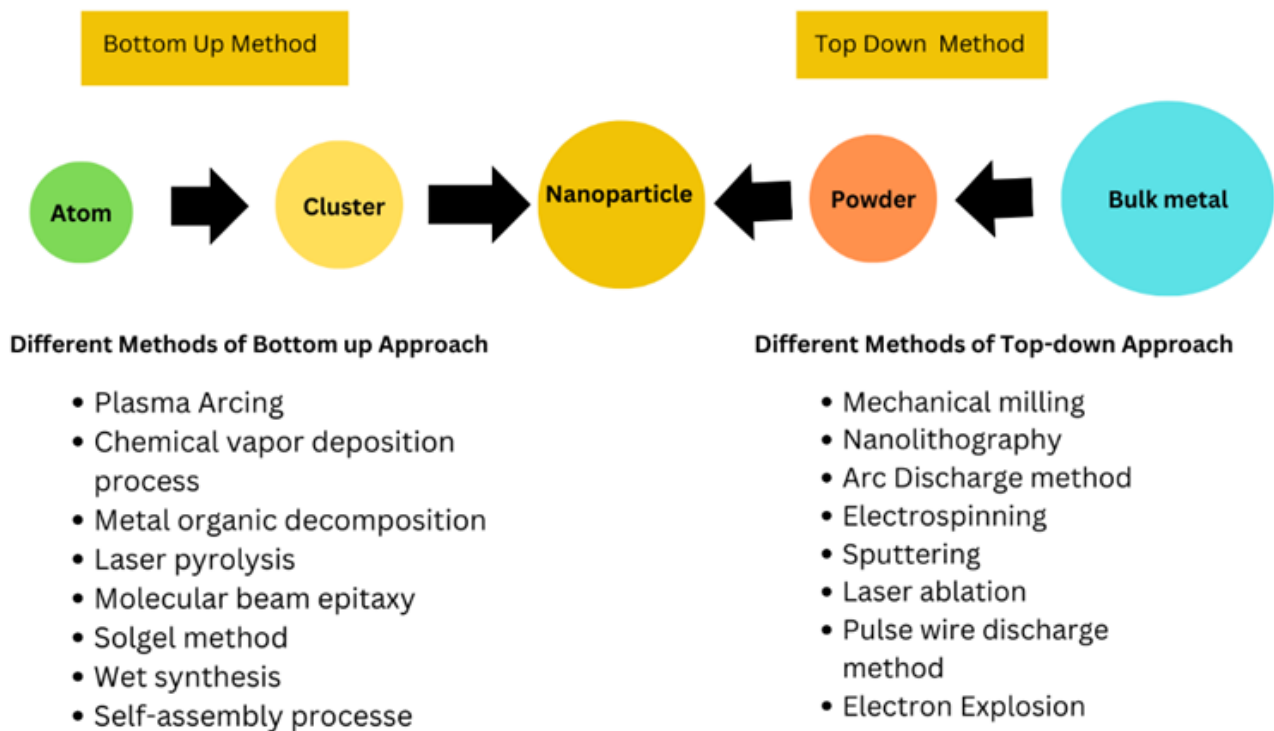 Bottom Up Method
Top Down Method
Atom
Cluster
Nanoparticle
Powder
Bulk metal
Different Methods of Bottom up Approach
• Plasma Arcing
• Chemical vapor deposition
process
• Metal organic decomposition
• Laser pyrolysis
• Molecular beam epitaxy
• Solgel method
• Wet synthesis
• Self-assembly processe
Different Methods of Top-down Approach
• Mechanical milling
• Nanolithography
• Arc Discharge method
• Electrospinning
• Sputtering
• Laser ablation
• Pulse wire discharge
method
• Electron Explosion